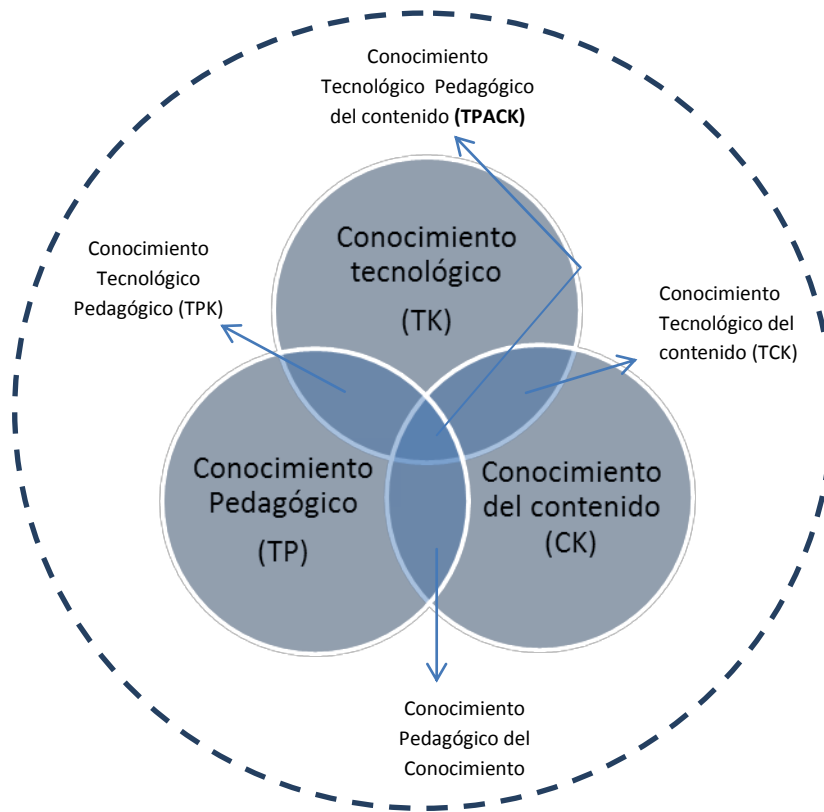 Conocimiento
Tecnológico Pedagógico
del contenido (TPACK)
Conocimiento
tecnológico
(TK)
Conocimiento
Tecnológico
Pedagógico (TPK)
Conocimiento
Tecnológico del
contenido (TCK)
Conocimiento
Pedagógico
(TP)
Conocimiento
del contenido
(CK)
Conocimiento
Pedagógico del
Conocimiento